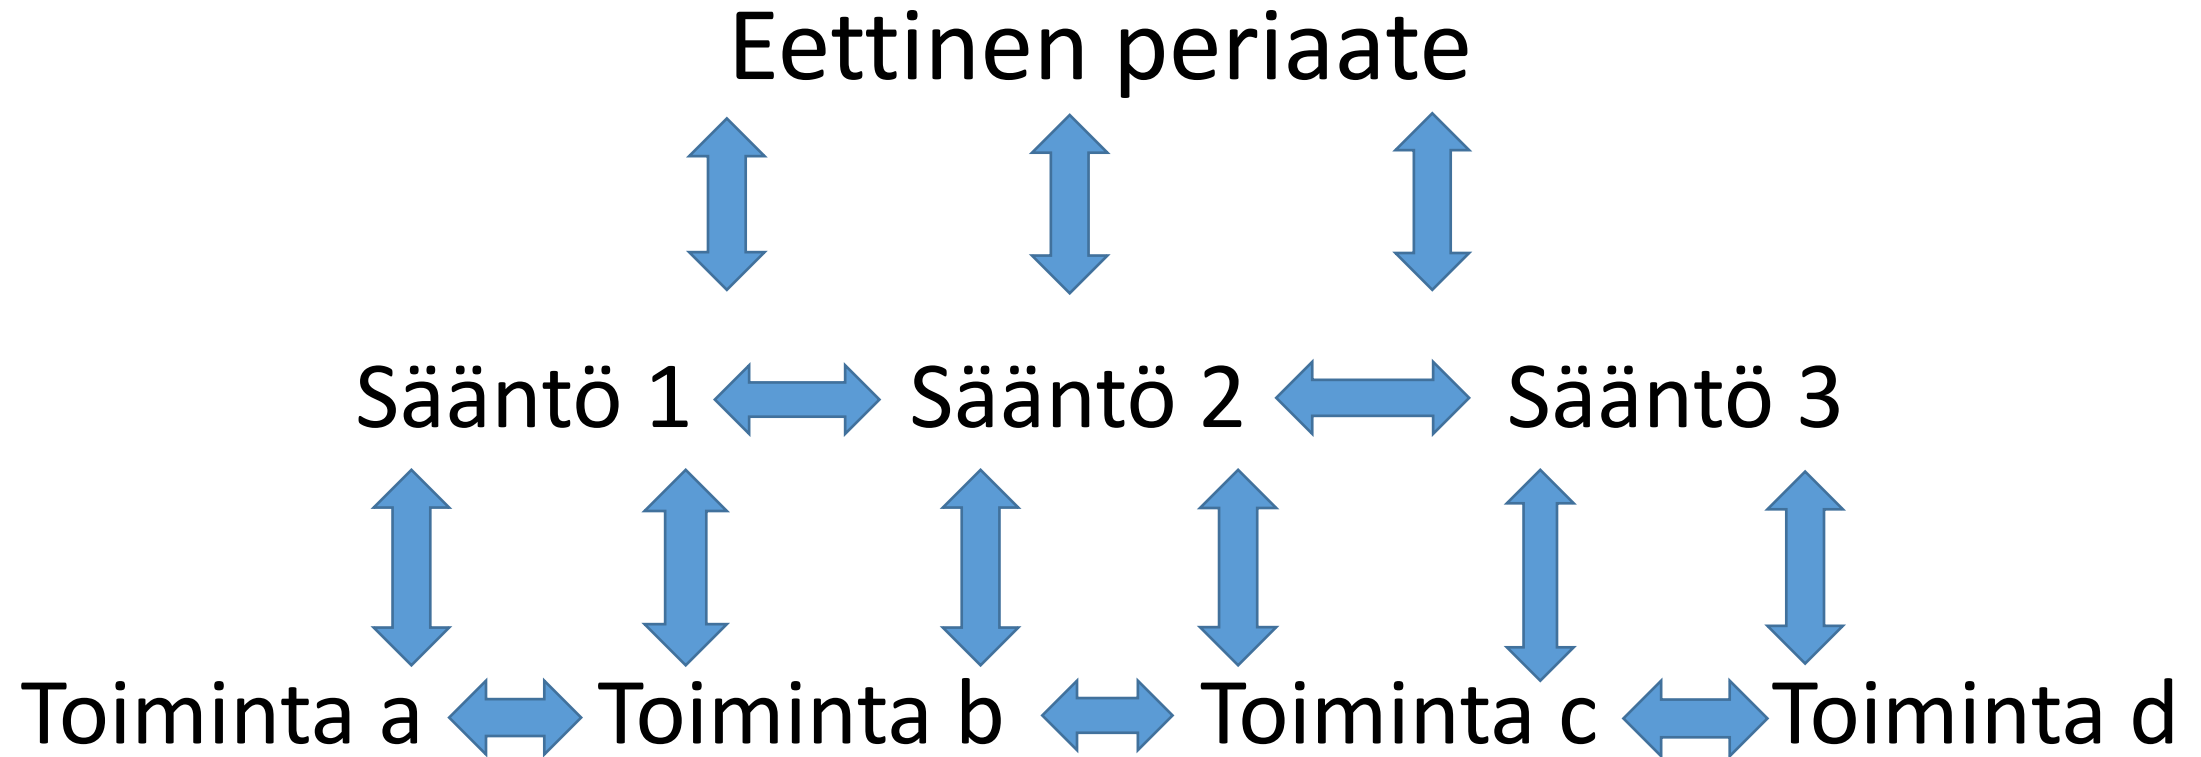 Eettinen periaate
Sääntö 1 Sääntö 2 Sääntö 3
Toiminta a Toiminta b Toiminta c Toiminta d